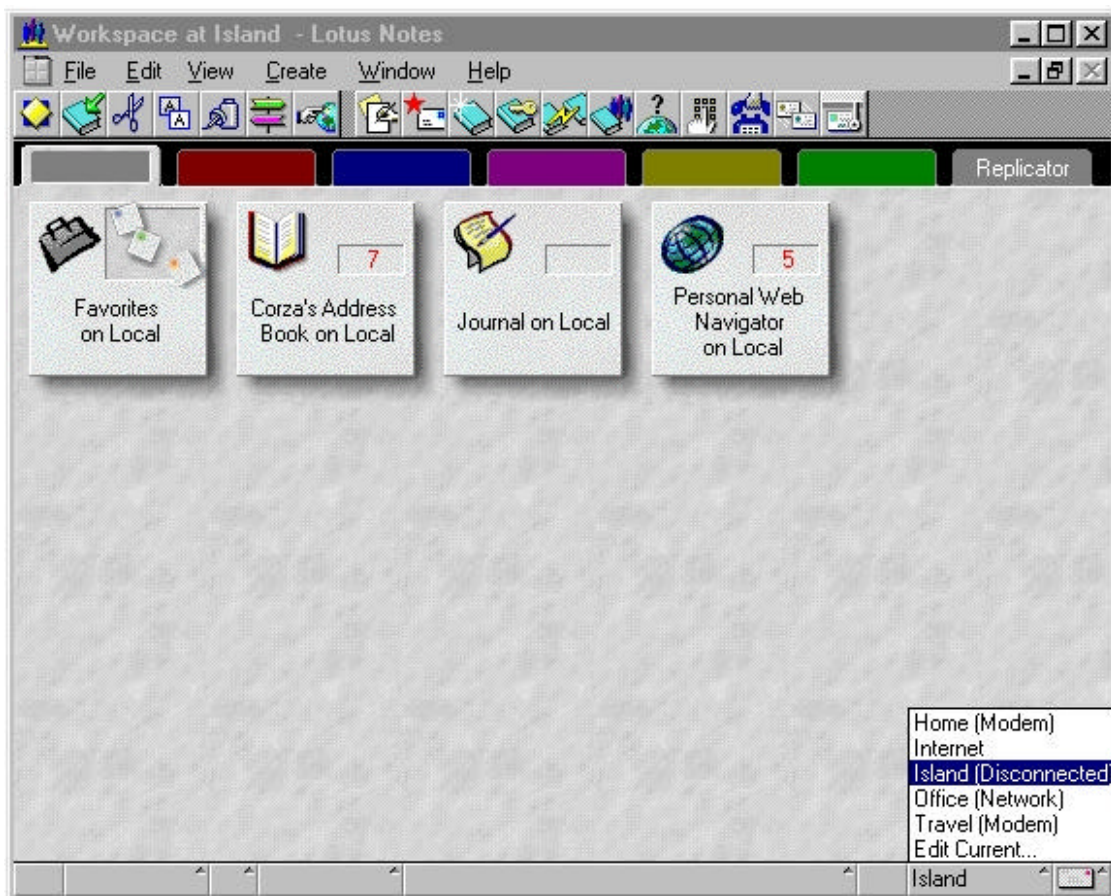 Workspace at Island - Lotus Notes
File Edit View Create Window Help
Replicator
7
5
Favorites
on Local
Corza's Address
Book on Local
Journal on Local
Personal Web
Navigator
on Local
Home (Modem)
Internet
Island (Disconnected)
Office (Network)
Travel (Modem)
Edit Current...
Island